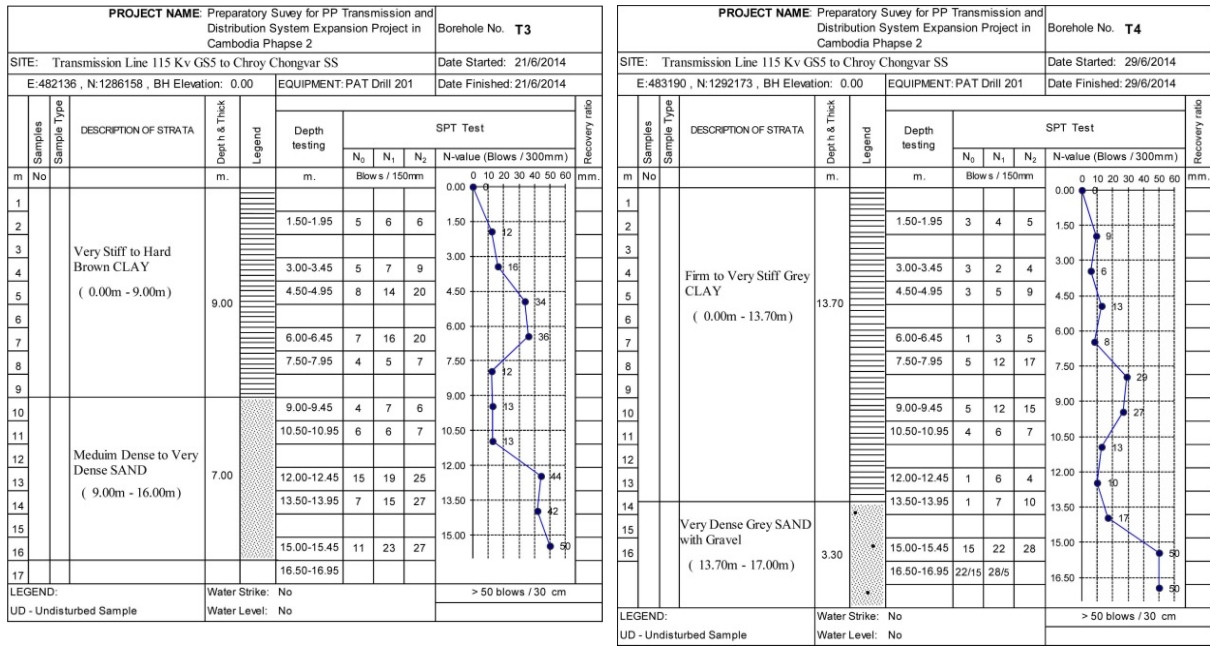 PROJECT NAME: Preparatory Suvey for PP Transmission and
Distribution System Expansion Project in
Cambodia Phapse 2
Borehole No. T3
SITE: Transmission Line 115 Kv GS5 to Chroy Chongvar SS
Date Started: 21/6/2014
E:482136 , N:1286158 , BH Elevation: 0.00
EQUIPMENT: PAT Drill 201
Date Finished: 21/6/2014
Samples
Sample Type
DESCRIPTION OF STRATA
Dept h & Thick
Legend
Depth
testing
SPT Test
Recovery ratio
N0 N1 N2 N-value (Blows / 300mm)
m No m. m. Blows / 150mm mm.
0 10 20 30 40 50 60
0.00 0
1
2 1.50-1.95 5 6 6 1.50 12
3
Very Stiff to Hard
Brown CLAY
( 0.00m - 9.00m)
9.00
4 3.00-3.45 5 7 9 3.00 16
5 4.50-4.95 8 14 20 4.50 34
6
7 6.00-6.45 7 16 20 6.00 36
8 7.50-7.95 4 5 7 7.50 12
9
10 9.00-9.45 4 7 6 9.00 13
11 10.50-10.95 6 6 7 10.50 13
12
Meduim Dense to Very
Dense SAND
( 9.00m - 16.00m)
7.00
13 12.00-12.45 15 19 25 12.00 44
14 13.50-13.95 7 15 27 13.50 42
15
16 15.00-15.45 11 23 27 15.00 50
17 16.50-16.95
LEGEND:
Water Strike: No
> 50 blows / 30 cm
UD - Undisturbed Sample
Water Level: No
PROJECT NAME: Preparatory Suvey for PP Transmission and
Distribution System Expansion Project in
Cambodia Phapse 2
Borehole No. T4
SITE: Transmission Line 115 Kv GS5 to Chroy Chongvar SS
Date Started: 29/6/2014
E:483190 , N:1292173 , BH Elevation: 0.00
EQUIPMENT: PAT Drill 201
Date Finished: 29/6/2014
Samples
Sample Type
DESCRIPTION OF STRATA
Dept h & Thick
Legend
Depth
testing
SPT Test
Recovery ratio
N0 N1 N2 N-value (Blows / 300mm)
m No m. m. Blows / 150mm mm.
0 10 20 30 40 50 60
0.00 0
1
2 1.50-1.95 3 4 5 1.50 9
3
4 3.00-3.45 3 2 4 3.00 6
Firm to Very Stiff Grey
CLAY
( 0.00m - 13.70m)
13.70
5 4.50-4.95 3 5 9 4.50 13
6
7 6.00-6.45 1 3 5 6.00 8
8 7.50-7.95 5 12 17 7.50 29
9
10 9.00-9.45 5 12 15 9.00 27
11 10.50-10.95 4 6 7 10.50 13
12
13 12.00-12.45 1 6 4 12.00 10
14 13.50-13.95 1 7 10 13.50 17
15
Very Dense Grey SAND
with Gravel
( 13.70m - 17.00m)
3.30
16 15.00-15.45 15 22 28 15.00 50
16.50-16.95 22/15 28/5 16.50 50
LEGEND:
Water Strike: No
> 50 blows / 30 cm
UD - Undisturbed Sample
Water Level: No